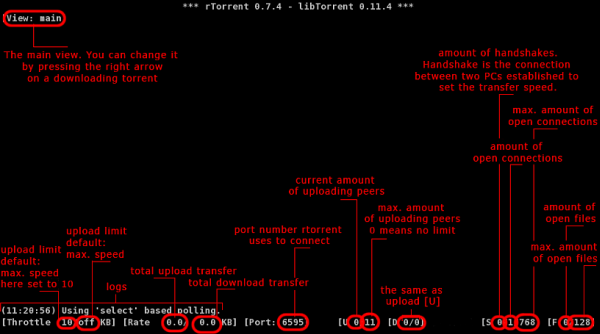 *** rTorrent 0.7.4 - libTorrent 0.11.4 ***
[View: main
The main view. You can change it
by pressing the right arrow
on a downloading torrent
amount of handshakes.
Handshake is the connection
between two PCs established to
set the transfer speed.
max. amount of
open connections
amount of
open connections
current amount
of uploading peers
max. amount
of uploading peers
0 means no limit
amount of
open files
max. amount of
open files
port number rtorrent
uses to connect
upload limit
default:
max. speed
upload limit
default:
max. speed
here set to 10
total upload transfer
total download transfer
logs
the same as
upload [U]
(11:20:56) Using 'select' based polling.
[Throttle 10/off KB] [Rate 0.0/ 0.0 KB] [Port: 6595] [U 0/11] [D 0/0] [S 0/1/768] [F 0/128]